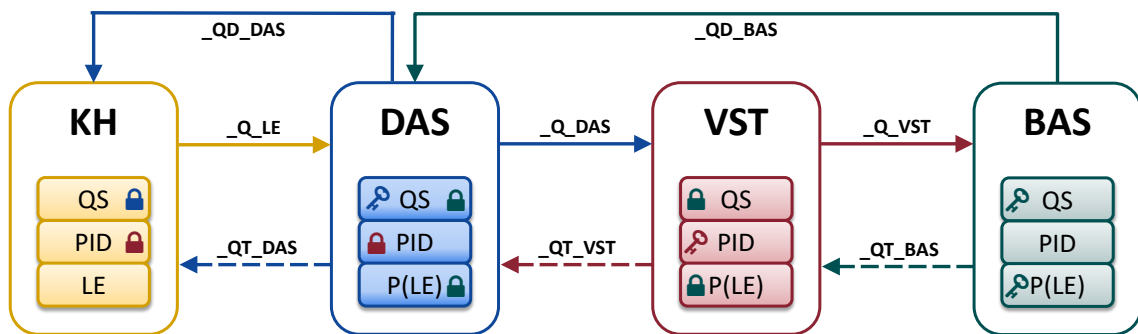 _QD_DAS
_QD_BAS
KH
DAS
VST
BAS
_Q_LE
_Q_DAS
_Q_VST
QS
QS
QS
QS
PID
PID
PID
PID
_QT_DAS
_QT_VST
_QT_BAS
LE
P(LE)
P(LE)
P(LE)